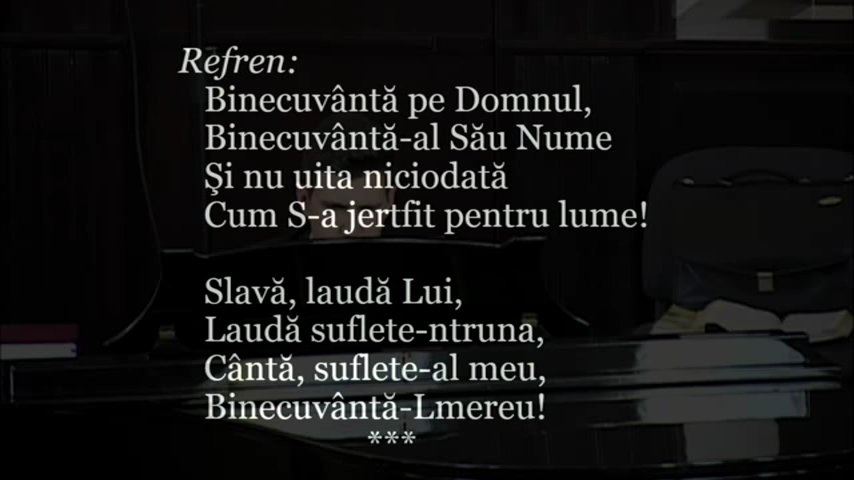 Refren:
Binecuvântă pe Domnul,
Binecuvântă-al Său Nume
Şi nu uita niciodată
Cum S-a jertfit pentru lume!
Slavă, laudă Lui,
Laudă suflete-ntruna,
Cântă, suflete-al meu,
Binecuvântă-Lmereu!
***